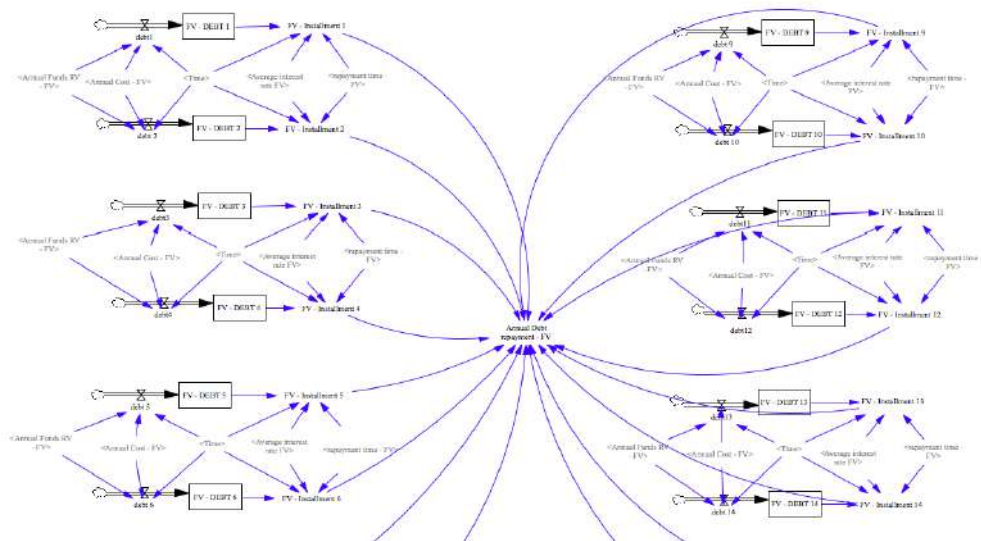 FV - DEBT 1
FV - Installment 1
debt1
<Annual Funds RV
- FV>
<Annual Cost - FV>
<Time>
<Average interest
rate FV>
<repayment time -
FV>
FV - DEBT 2
debt 2
FV - Installment 2
FV - DEBT 3
FV - Installment 3
debt3
<Annual Funds RV
- FV>
<Annual Cost - FV>
<Time>
<Average interest
rate FV>
<repayment time -
FV>
FV - DEBT 4
debt4
FV - Installment 4
FV - DEBT 5
FV - Installment 5
debt 5
<Annual Funds RV
- FV>
<Annual Cost - FV>
<Time>
<Average interest
rate FV>
<repayment time - FV>
FV - DEBT 6
debt 6
FV - Installment 6
Annual Debt
repayment - FV
FV - DEBT 9
FV - Installment 9
debt 9
<Annual Funds RV
- FV>
<Annual Cost - FV>
<Time>
<Average interest rate
FV>
<repayment time -
FV>
FV - DEBT 10
debt 10
FV - Installment 10
FV - DEBT 11
FV - Installment 11
debt11
<Annual Funds RV
- FV>
<Annual Cost - FV>
<Time>
<Average interest
rate FV>
<repayment time -
FV>
FV - DEBT 12
debt12
FV - Installment 12
FV - DEBT 13
FV - Installment 13
debt13
<Annual Funds RV
- FV>
<Annual Cost - FV>
<Time>
<Average interest
rate FV>
<repayment time -
FV>
FV - DEBT 14
debt 14
FV - Installment 14